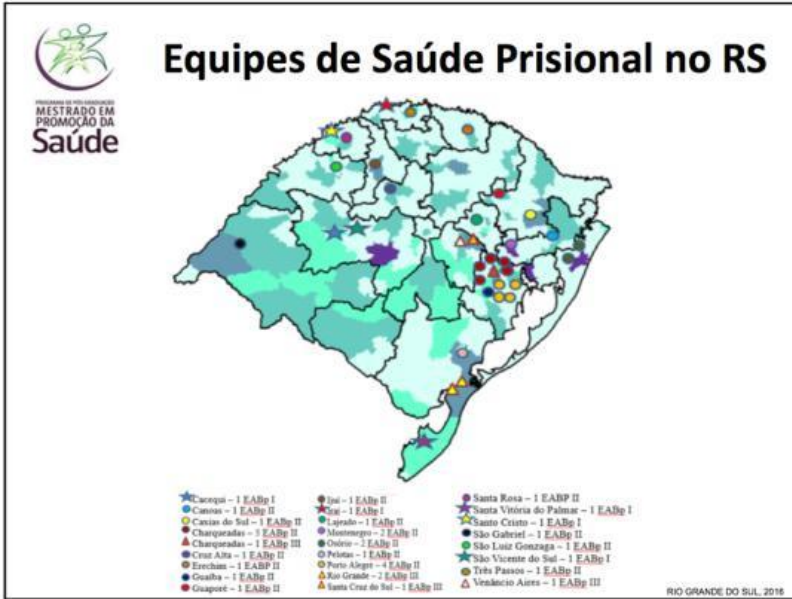 PROGRAMA DE PÓS-GRADUAÇÃO
MESTRADO EM
PROMOÇÃO DA
Saúde
Equipes de Saúde Prisional no RS
Cacequi – 1 EABp I
Canoas – 1 EABp II
Caxias do Sul – 1 EABp II
Charqueadas – 5 EABp II
Charqueadas – 1 EABp III
Cruz Alta – 1 EABp II
Erechim – 1 EABP II
Guaíba – 1 EABp II
Guaporé – 1 EABp II
Ijuí – 1 EABp II
Iraí – 1 EABp I
Lajeado – 1 EABp II
Montenegro – 2 EABp II
Osório – 2 EABp II
Pelotas – 1 EABp II
Porto Alegre – 4 EABp II
Rio Grande – 2 EABp III
Santa Cruz do Sul – 1 EABp III
Santa Rosa – 1 EABP II
Santa Vitória do Palmar – 1 EABp I
Santo Cristo – 1 EABp I
São Gabriel – 1 EABp II
São Luiz Gonzaga – 1 EABp II
São Vicente do Sul – 1 EABp I
Três Passos – 1 EABp II
Venâncio Aires – 1 EABp III
RIO GRANDE DO SUL, 2016